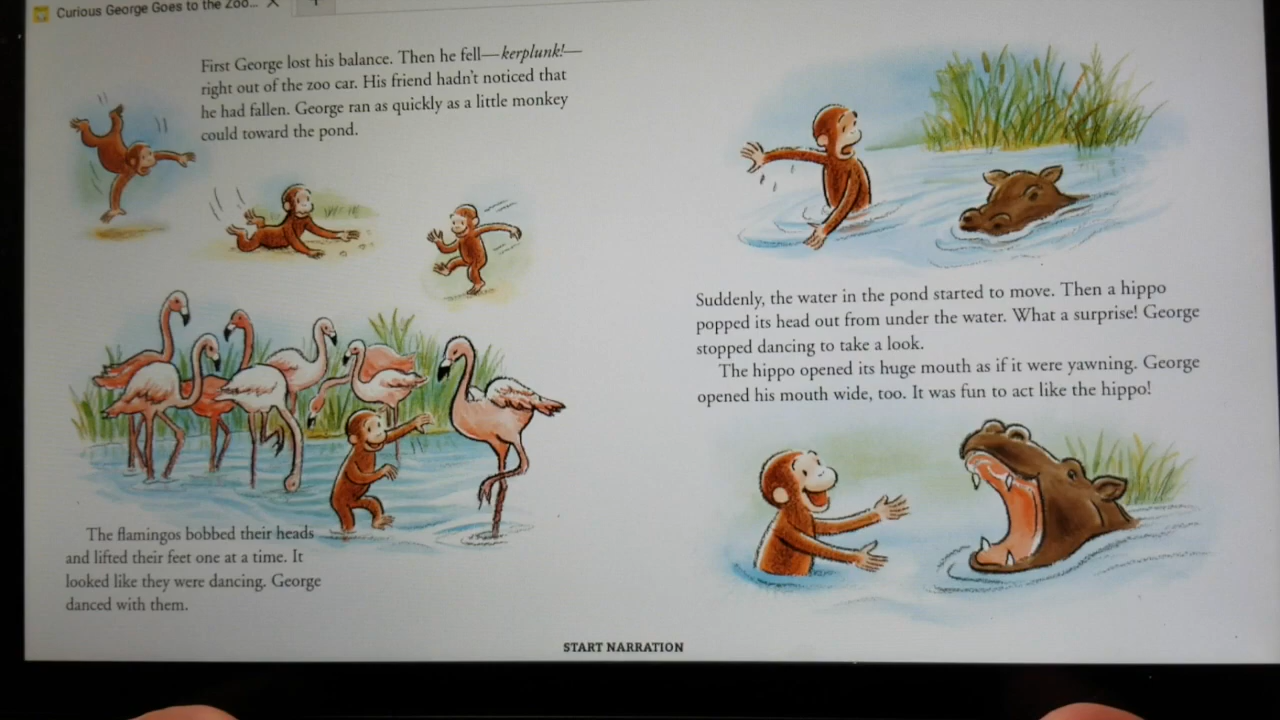 Curious George Goes to the Zoo...
First George lost his balance. Then he fell—kerplunk!—
right out of the zoo car. His friend hadn't noticed that
he had fallen. George ran as quickly as a little monkey
could toward the pond.
The flamingos bobbed their heads
and lifted their feet one at a time. It
looked like they were dancing. George
danced with them.
Suddenly, the water in the pond started to move. Then a hippo
popped its head out from under the water. What a surprise! George
stopped dancing to take a look.
The hippo opened its huge mouth as if it were yawning. George
opened his mouth wide, too. It was fun to act like the hippo!
START NARRATION